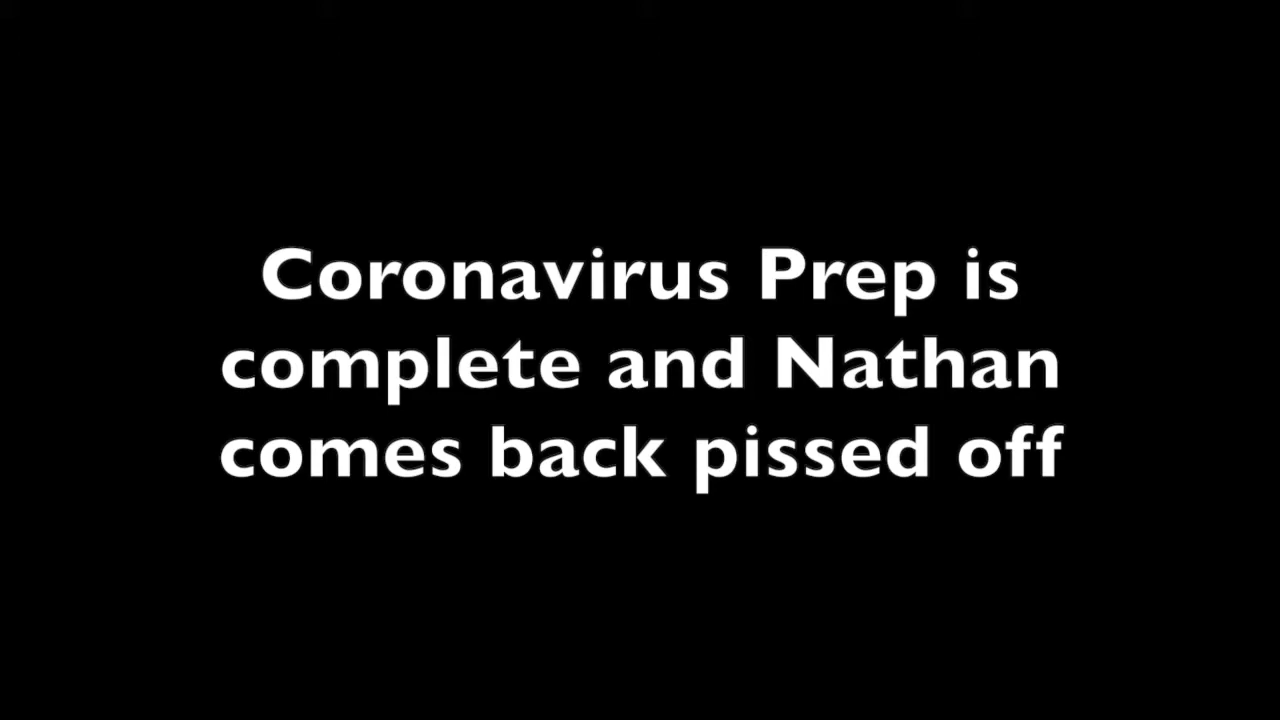 Coronavirus Prep is
complete and Nathan
comes back pissed off